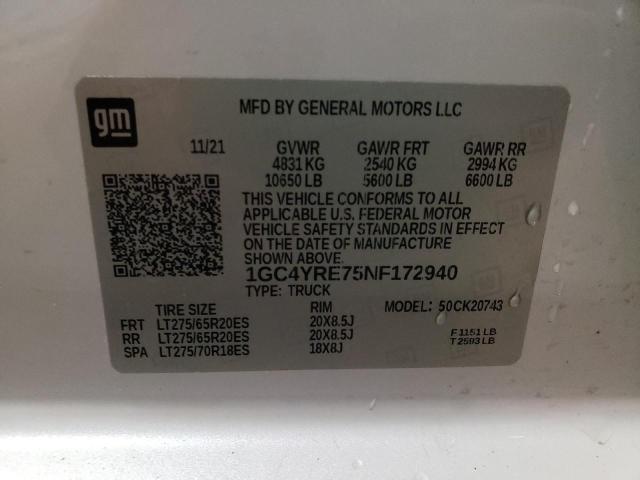 gm
MFD BY GENERAL MOTORS LLC
11/21 GVWR GAWR FRT GAWR RR
4831 KG 2540 KG 2994 KG
10650 LB 5600 LB 6600 LB
THIS VEHICLE CONFORMS TO ALL
APPLICABLE U.S. FEDERAL MOTOR
VEHICLE SAFETY STANDARDS IN EFFECT
ON THE DATE OF MANUFACTURE
SHOWN ABOVE.
1GC4YRE75NF172940
TYPE: TRUCK
TIRE SIZE RIM MODEL: 50CK20743
FRT LT275/65R20ES 20X8.5J F 1151 LB
RR LT275/65R20ES 20X8.5J T 2593 LB
SPA LT275/70R18ES 18X8J